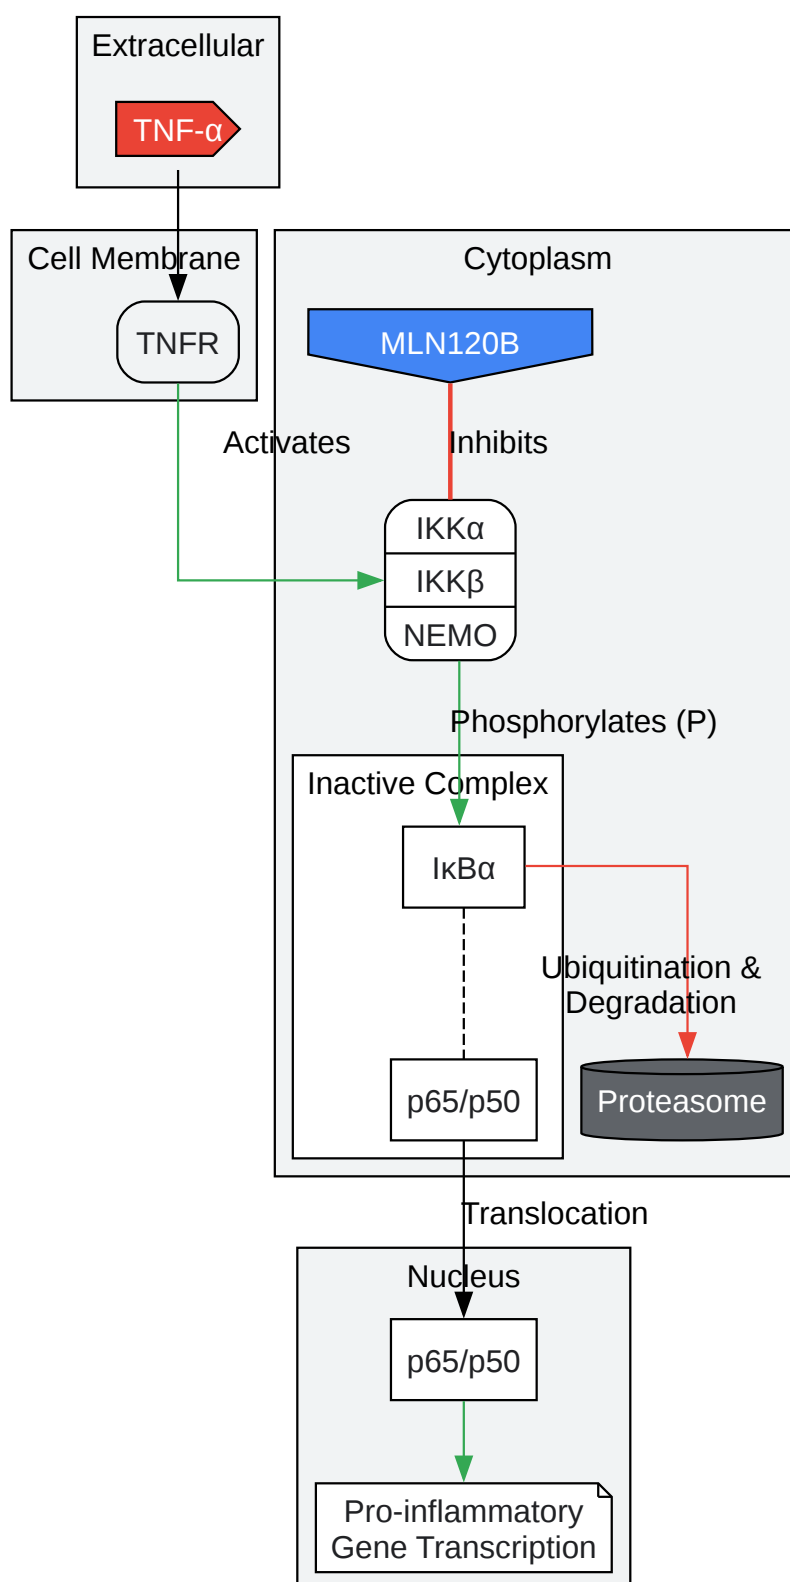 Extracellular
TNF-α
Cell Membrane
TNFR
Cytoplasm
MLN120B
Activates
Inhibits
IKKα
IKKβ
NEMO
Phosphorylates (P)
Inactive Complex
IκBα
Ubiquitination &
Degradation
p65/p50
Proteasome
Translocation
Nucleus
p65/p50
Pro-inflammatory
Gene Transcription